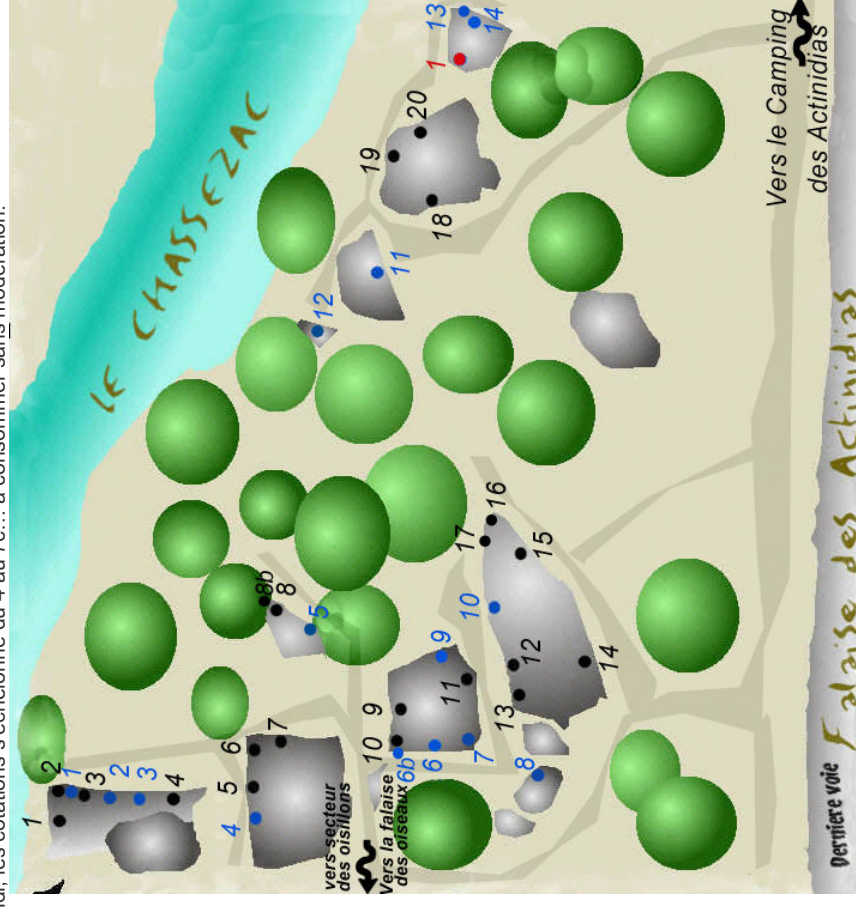 les cotations s'échelonne du 4 au 7c... à consommer sans modération.
LE CHASSEZAC
1
2
1
3
2
3
4
4
5
6
7
8b
8
5
10
9
6b
6
7
11
9
8
13
12
14
10
17
16
15
12
11
18
19
20
1
13
14
vers secteur
des oisillons
Vers la falaise
des oiseaux
Vers le Camping
des Actinidias
Derniere voie
Falaise des Actinidias